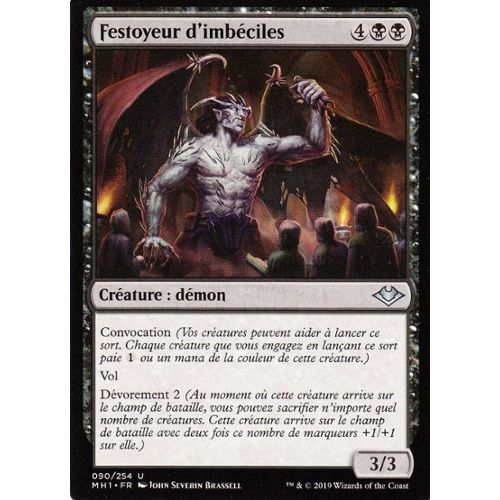 Festoyeur d'imbéciles 4
Créature : démon
Convocation (Vos créatures peuvent aider à lancer ce
sort. Chaque créature que vous engagez en lançant ce sort
paie 1 ou un mana de la couleur de cette créature.)
Vol
Dévorement 2 (Au moment où cette créature arrive sur
le champ de bataille, vous pouvez sacrifier n'importe quel
nombre de créatures. Cette créature arrive sur le champ
de bataille avec deux fois ce nombre de marqueurs +1/+1
sur elle.)
3/3
090/254 U
MH1 • FR John Severin Brassell ™ & © 2019 Wizards of the Coast